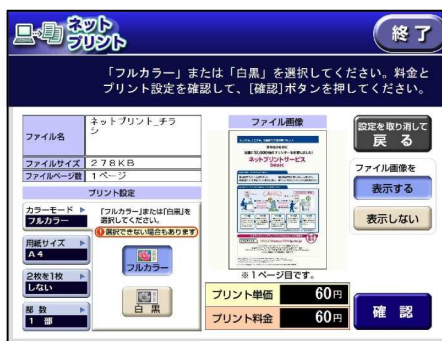 ネット
プリント
終了
「フルカラー」または「白黒」を選択してください。料金と
プリント設定を確認して、[確認]ボタンを押してください。
ファイル名
ネットプリント_チラ
シ
ファイルサイズ 278KB
ファイルページ数 1ページ
プリント設定
カラーモード
フルカラー
用紙サイズ
A4
2枚を1枚
しない
部数
1 部
「フルカラー」または「白黒」を
選択してください。
選択できない場合もあります
フルカラー
白黒
ファイル画像
ネットプリントサービス
basic
※1ページ目です。
プリント単価 60円
プリント料金 60円
設定を取り消して
戻る
ファイル画像を
表示する
表示しない
確認